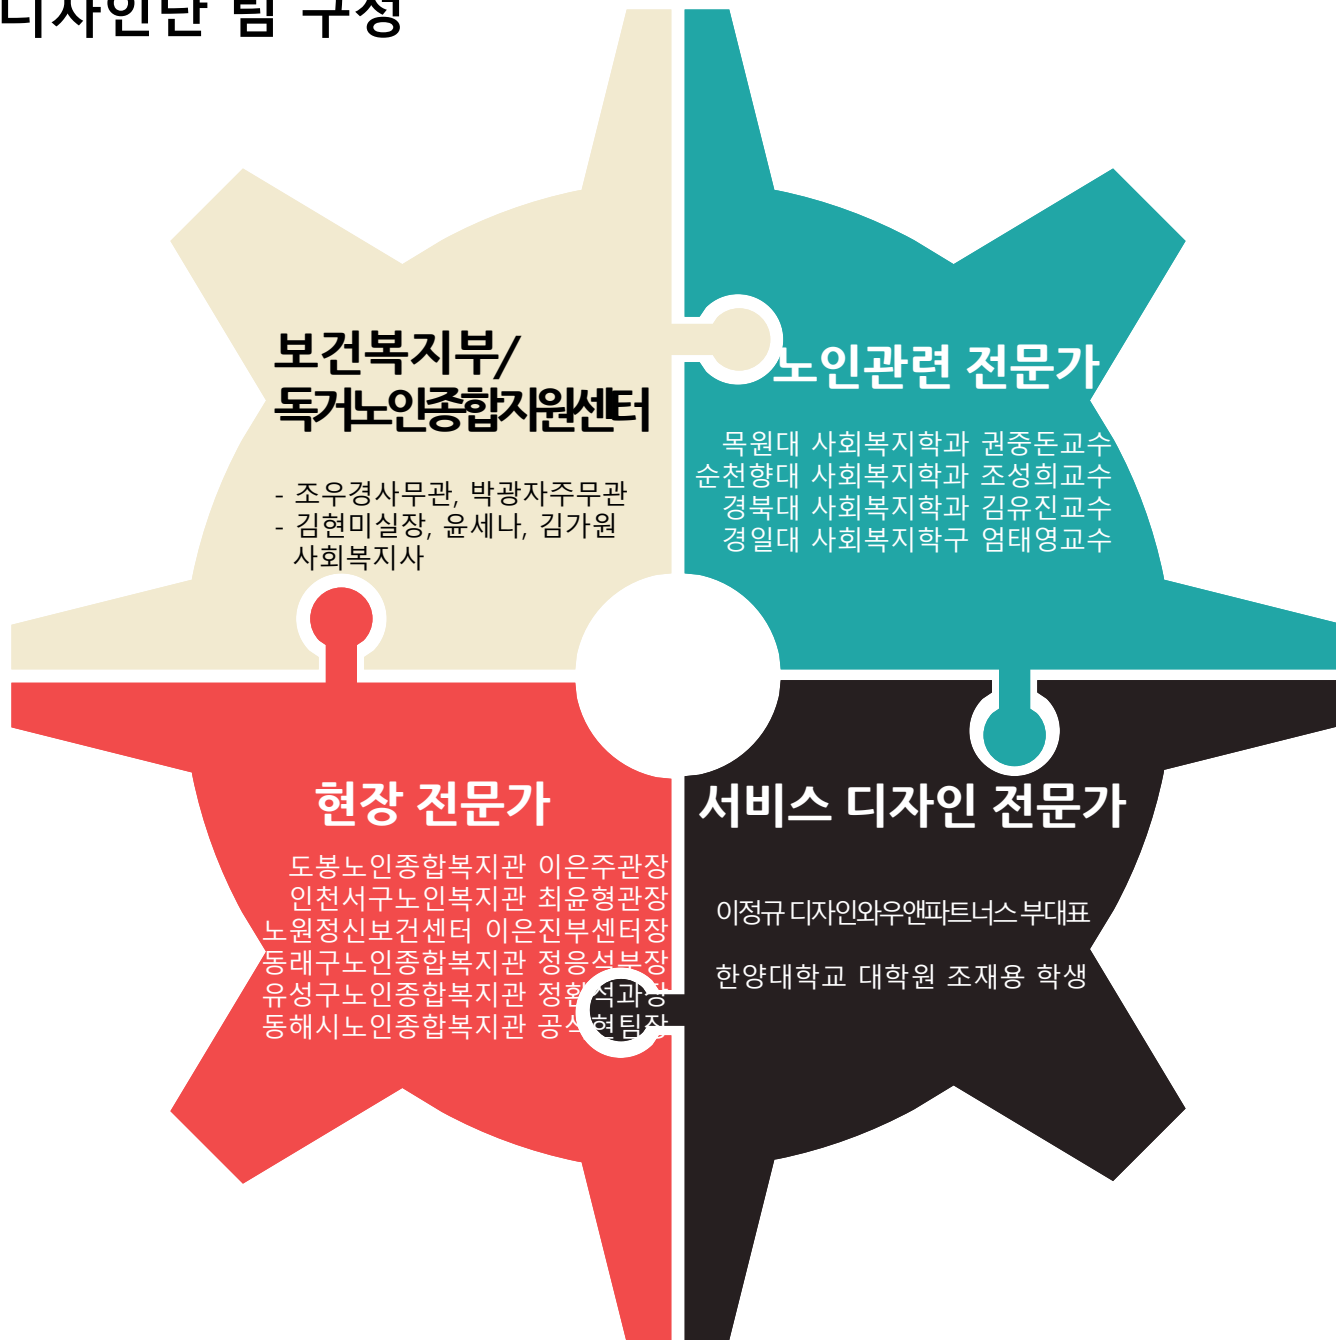 디자인단 팀 구성
보건복지부/
독거노인종합지원센터
- 조우경사무관, 박광자주무관
- 김현미실장, 윤세나, 김가원
사회복지사
노인관련 전문가
목원대 사회복지학과 권중돈교수
순천향대 사회복지학과 조성희교수
경북대 사회복지학과 김유진교수
경일대 사회복지학구 엄태영교수
현장 전문가
도봉노인종합복지관 이은주관장
인천서구노인복지관 최윤형관장
노원정신보건센터 이은진부센터장
동래구노인종합복지관 정응석부장
유성구노인종합복지관 정환석과장
동해시노인종합복지관 공석현팀장
서비스 디자인 전문가
이정규 디자인와우앤파트너스 부대표
한양대학교 대학원 조재용 학생